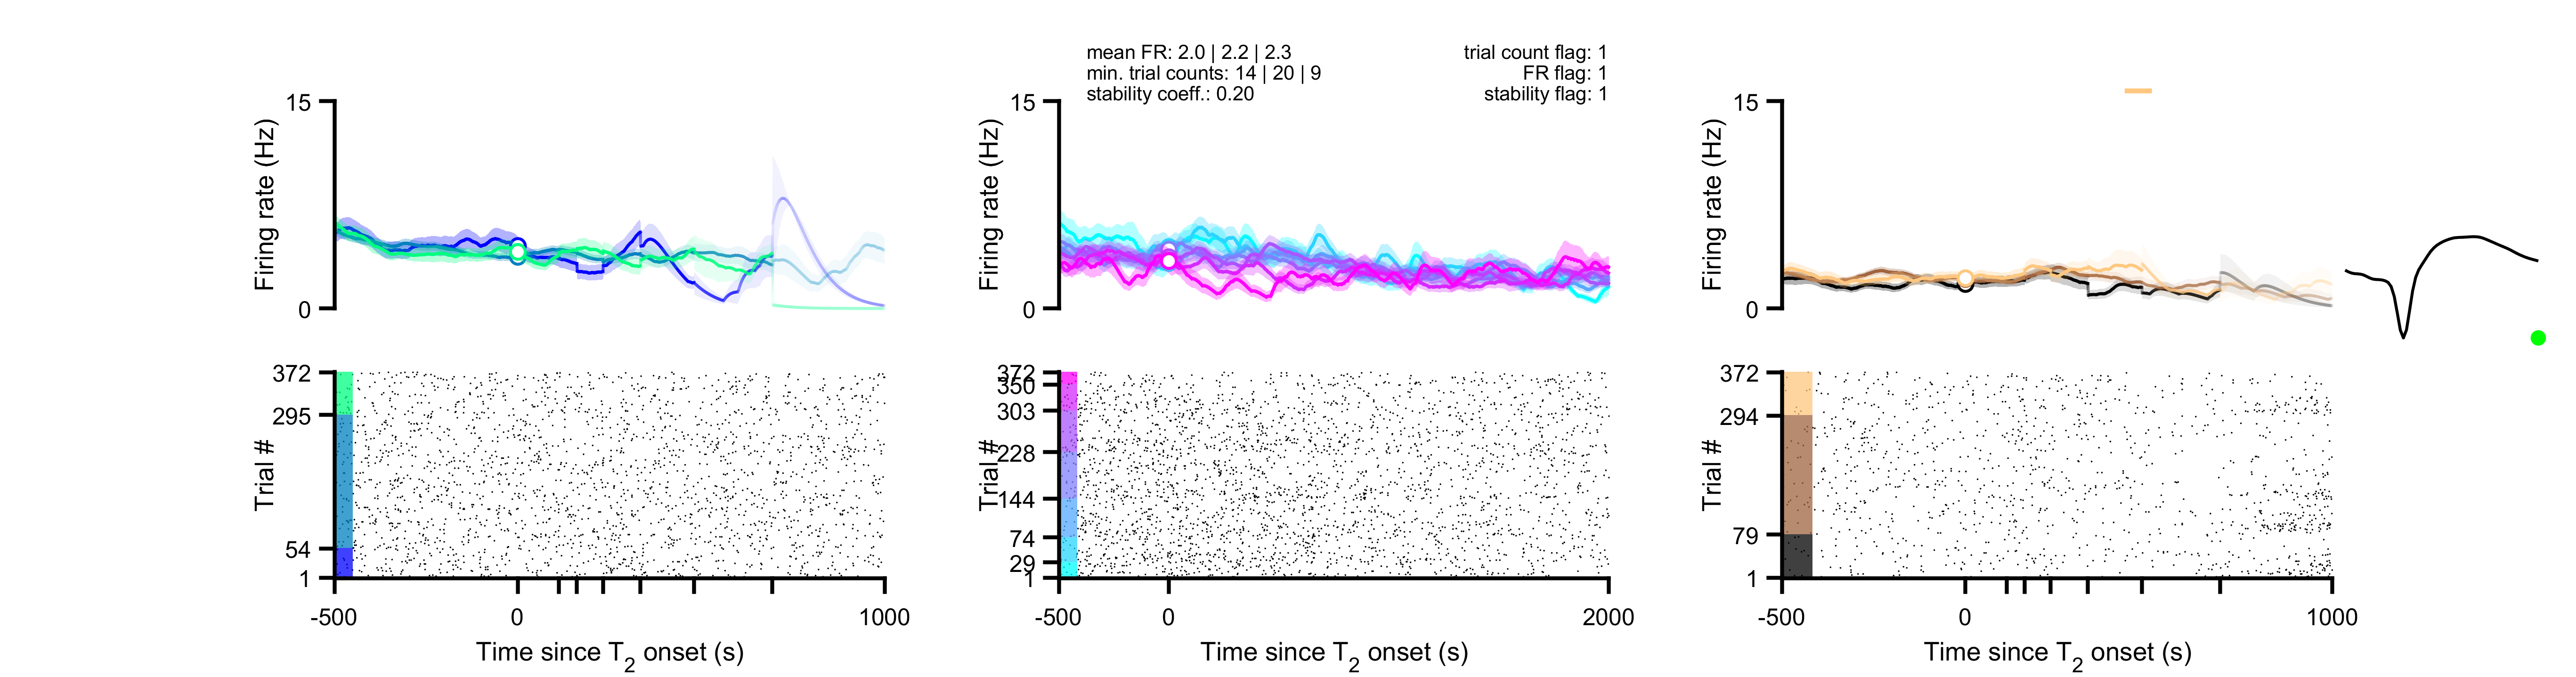 mean FR: 2.0 | 2.2 | 2.3
min. trial counts: 14 | 20 | 9
stability coeff.: 0.20
trial count flag: 1
FR flag: 1
stability flag: 1
15
Firing rate (Hz)
0
372
295
Trial #
54
1
-500
0
1000
Time since T2 onset (s)
15
Firing rate (Hz)
0
372
350
303
Trial #
228
144
74
29
1
-500
0
2000
Time since T2 onset (s)
15
Firing rate (Hz)
0
372
294
Trial #
79
1
-500
0
1000
Time since T2 onset (s)